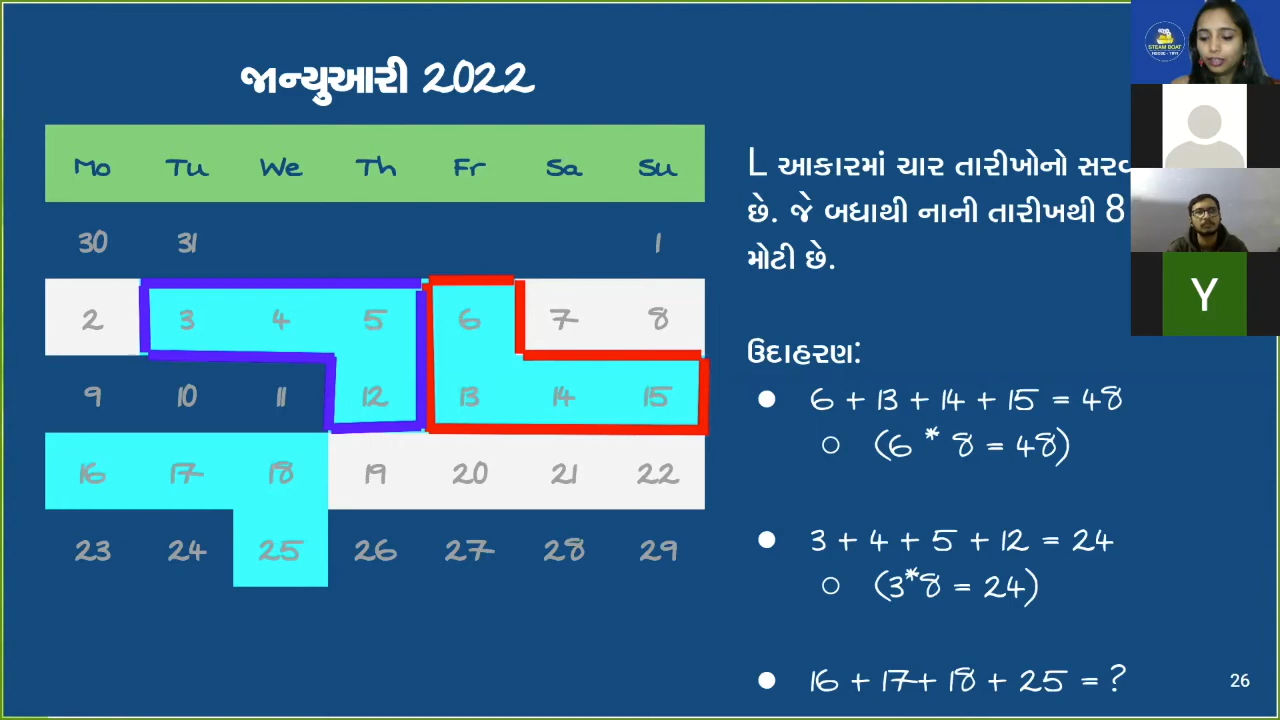 જાન્યુઆરી 2022
Mo Tu We Th Fr Sa Su
30 31 1
2 3 4 5 6 7 8
9 10 11 12 13 14 15
16 17 18 19 20 21 22
23 24 25 26 27 28 29
L આકારમાં ચાર તારીખોનો
છે. જે બધાથી નાની તારીખથી 8
મોટી છે.
ઉદાહરણ:
6 + 13 + 14 + 15 = 48
(6 * 8 = 48)
3 + 4 + 5 + 12 = 24
(3*8 = 24)
16 + 17+ 18 + 25 = ?
26
STEAM BOAT
Y